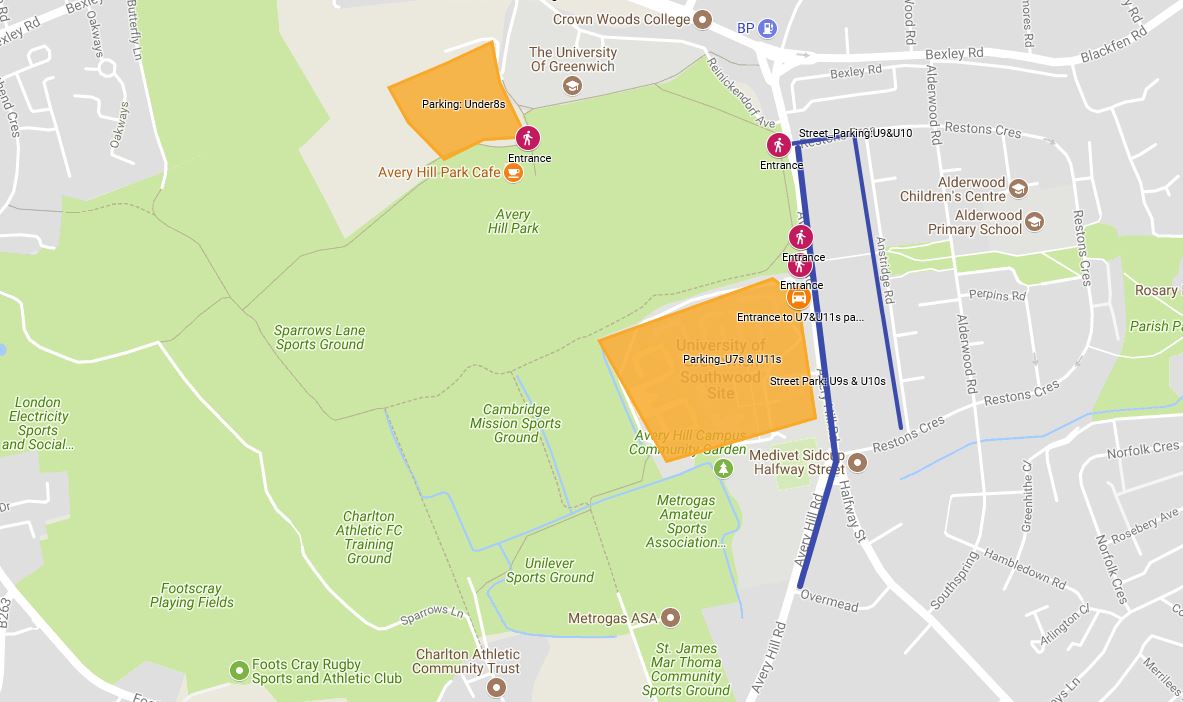 Crown Woods College
BP
Bexley Rd
Blackfen Rd
Butterfly Ln
Oakways
Oakways
The University
Of Greenwich
Reinickendorf Ave
Bexley Rd
Alderwood Rd
Parking: Under8s
Street_Parking:U9&U10
Restons Cres
Entrance
Entrance
Avery Hill Park Cafe
Alderwood
Children's Centre
Alderwood
Primary School
Avery
Hill Park
Restons Cres
Anstridge Rd
Entrance
Entrance
Perpins Rd
Rosary
Entrance to U7&U11s pa...
Parish P
Sparrows Lane
Sports Ground
Alderwood Rd
University of
Parking_U7s & U11s
Southwood
Site
Street Park: U9s & U10s
Avery Hill Rd
Restons Cres
London
Electricity
Sports
and Social...
Cambridge
Mission Sports
Ground
Restons Cres
Avery Hill Campus
Community Garden
Medivet Sidcup
Halfway Street
Norfolk Cres
Greenhithe Cl
Metrogas
Amateur
Sports
Association...
Avery Hill Rd
Halfway St
Rosebery Ave
Charlton
Athletic FC
Training
Ground
Norfolk Cres
Unilever
Sports Ground
Hambledown Rd
Southspring
Footscray
Playing Fields
Overmead
B263
Sparrows Ln
Metrogas ASA
Arlington Cl
Avery Hill Rd
Charlton Athletic
Community Trust
St. James
Mar Thoma
Community
Sports Ground
Foots Cray Rugby
Sports and Athletic Club
Merrilees